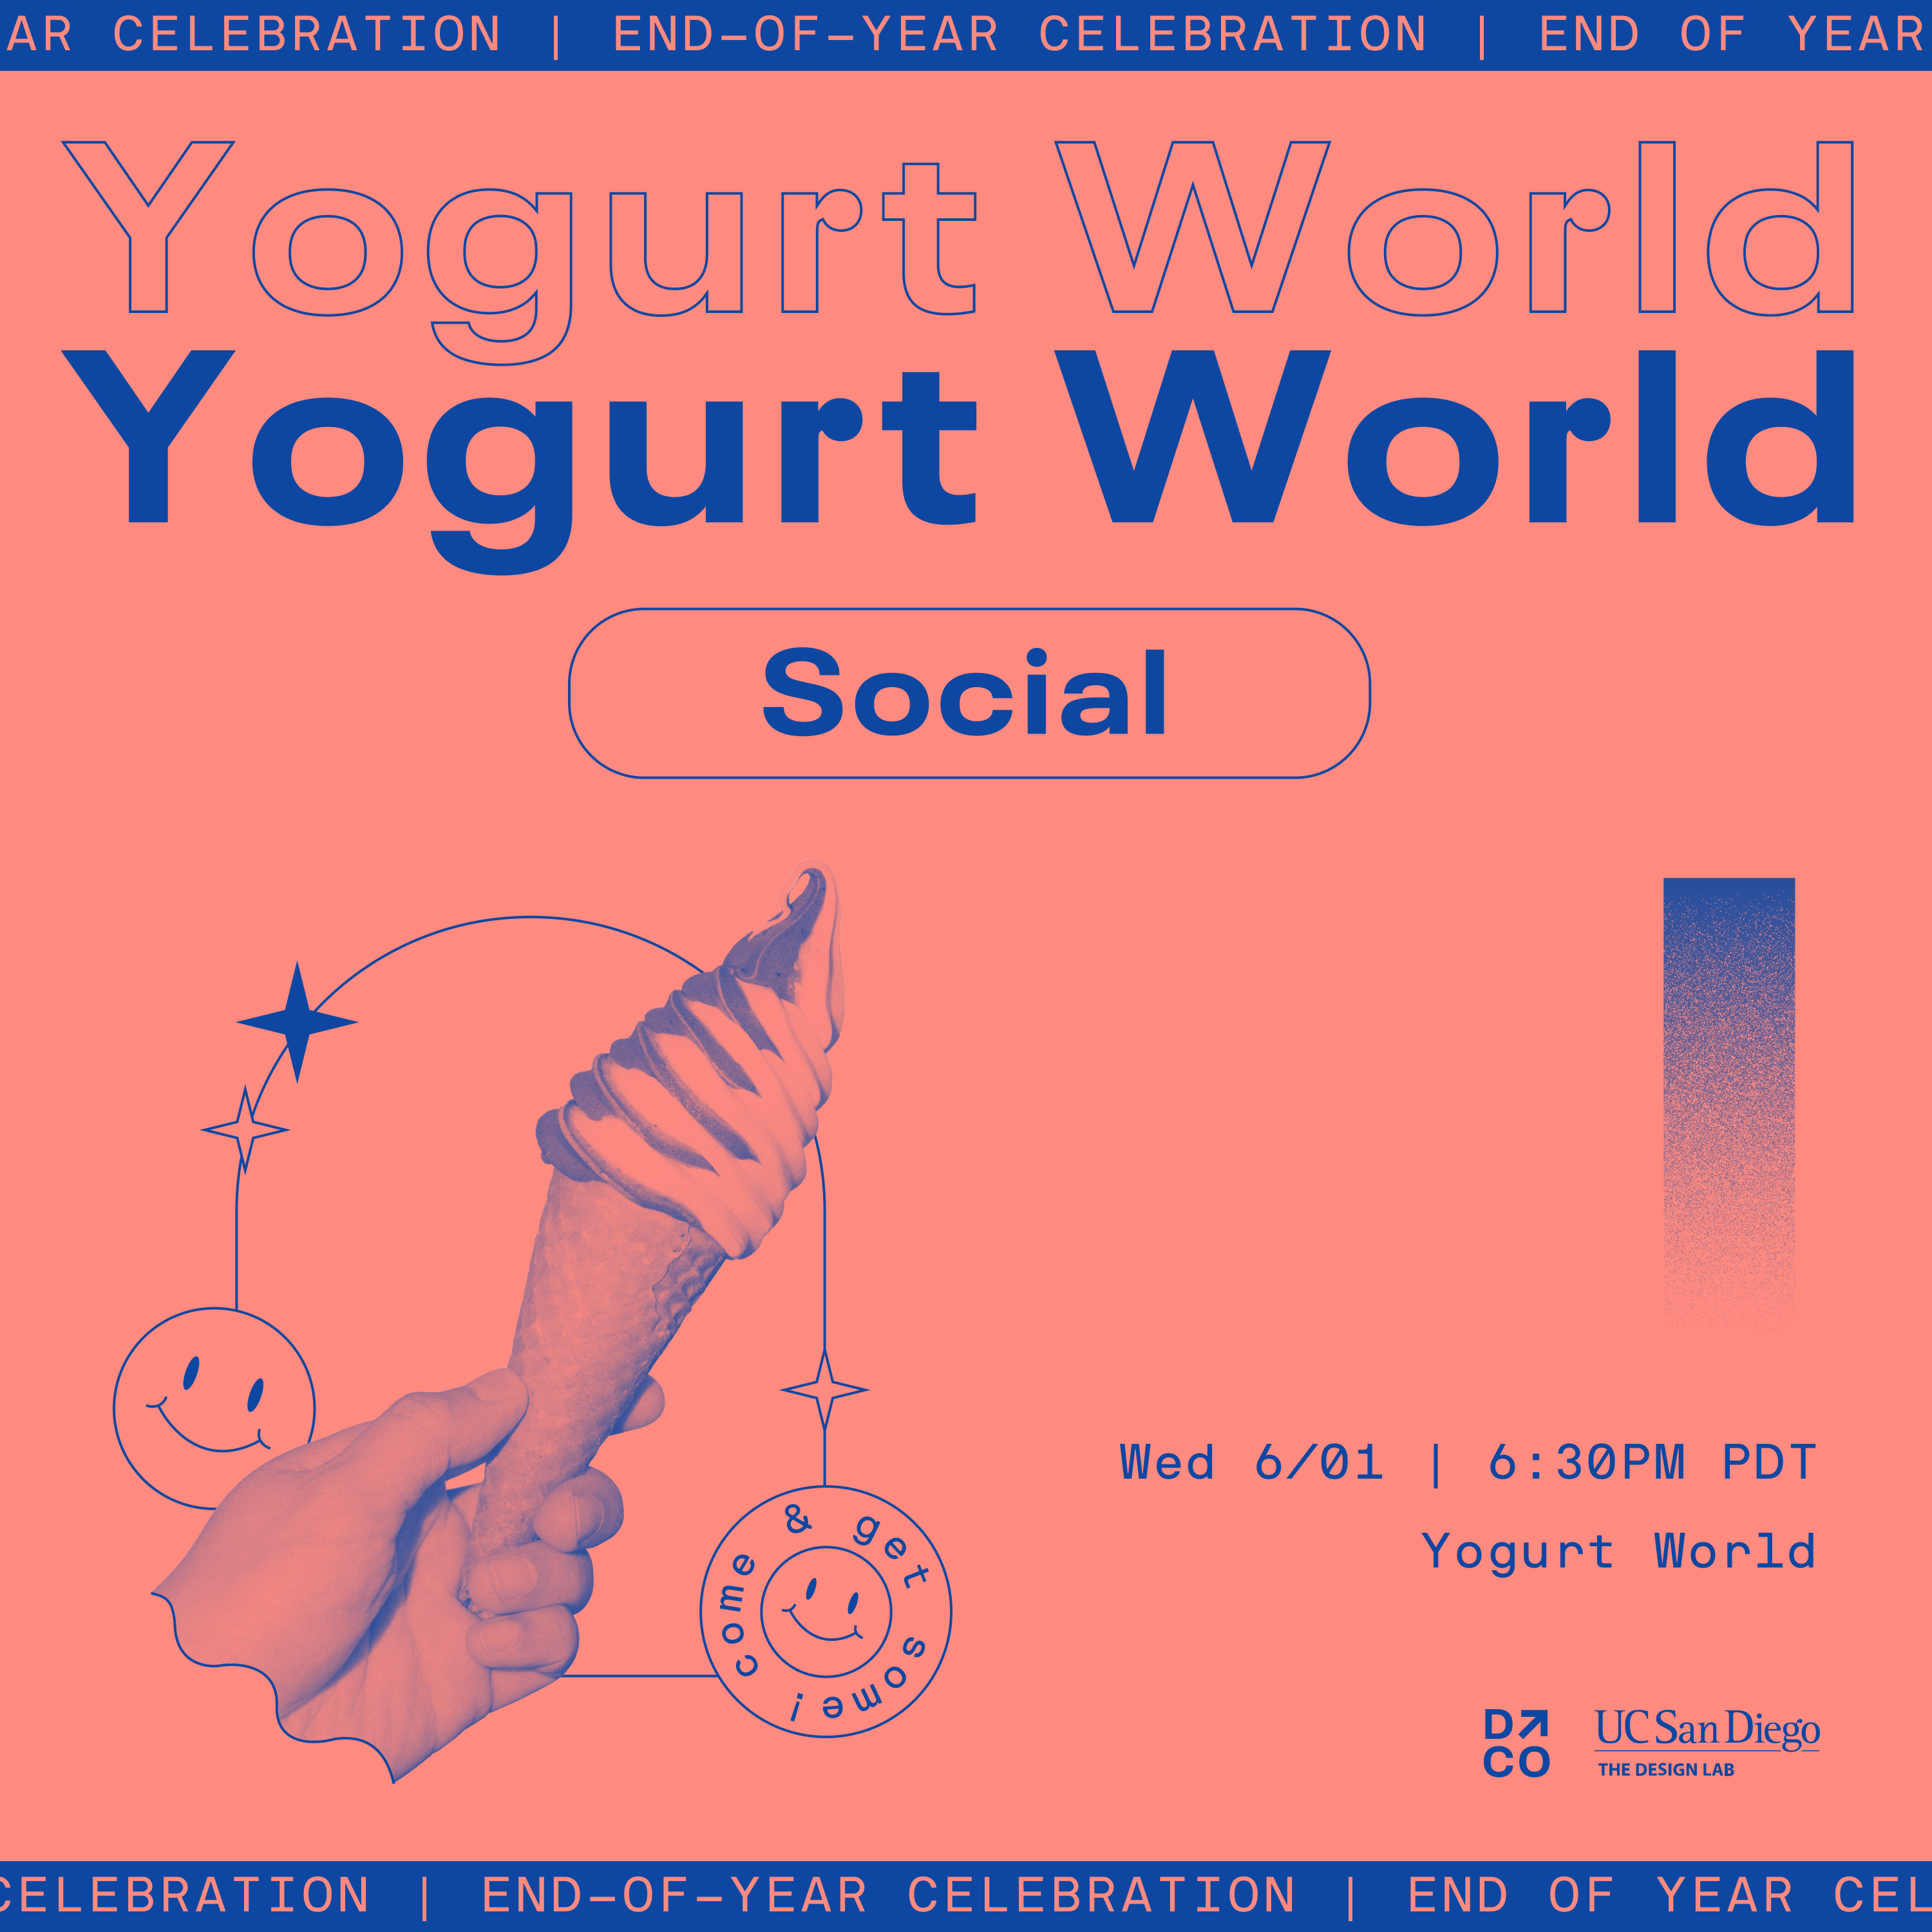 AR CELEBRATION | END-OF-YEAR CELEBRATION | END OF YEAR
Yogurt World
Yogurt World
Social
come & get some!
Wed 6/01 | 6:30PM PDT
Yogurt World
D↗
CO
UC San Diego
THE DESIGN LAB
CELEBRATION | END-OF-YEAR CELEBRATION | END OF YEAR CEL